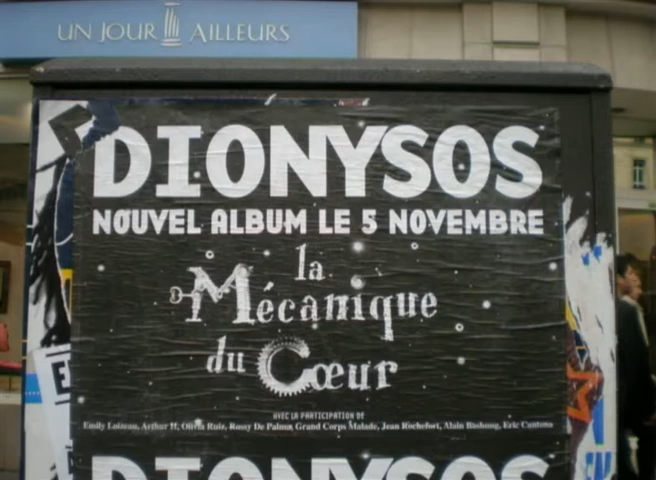 UN JOUR AILLEURS
DIONYSOS
NOUVEL ALBUM LE 5 NOVEMBRE
la
Mécanique
du Cœur
AVEC LA PARTICIPATION DE
Emily Loizeau, Arthur H, Olivia Ruiz, Rossy De Palma, Grand Corps Malade, Jean Rochefort, Alain Bashung, Eric Cantona
DIONYSOS